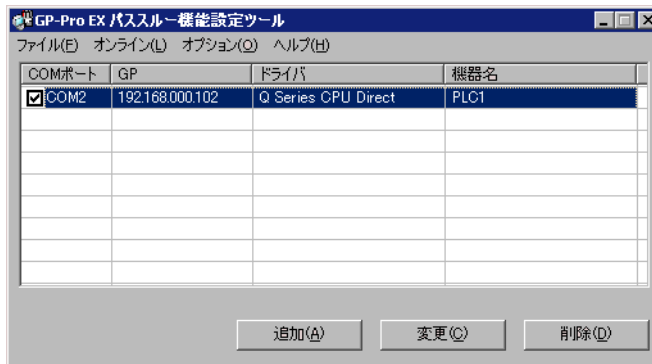 GP-Pro EX パススルー機能設定ツール
ファイル(F) オンライン(L) オプション(O) ヘルプ(H)
COMポート GP ドライバ 機器名
COM2 192.168.000.102 Q Series CPU Direct PLC1
追加(A) 変更(C) 削除(D)